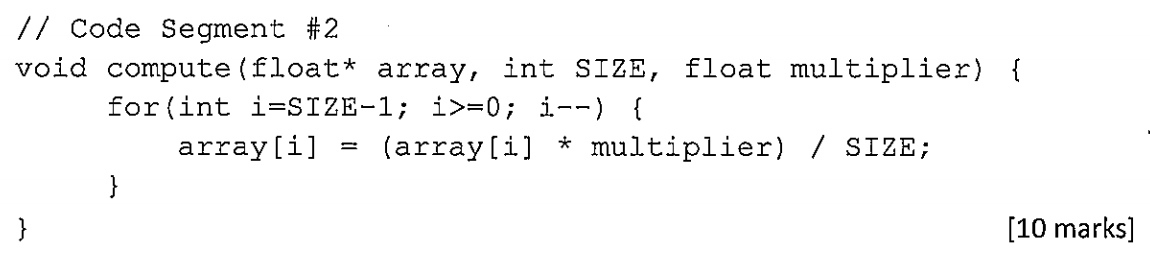 // Code Segment #2
void compute(float* array, int SIZE, float multiplier) {
for(int i=SIZE-1; i>=0; i--) {
array[i] = (array[i] * multiplier) / SIZE;
}
}
[10 marks]